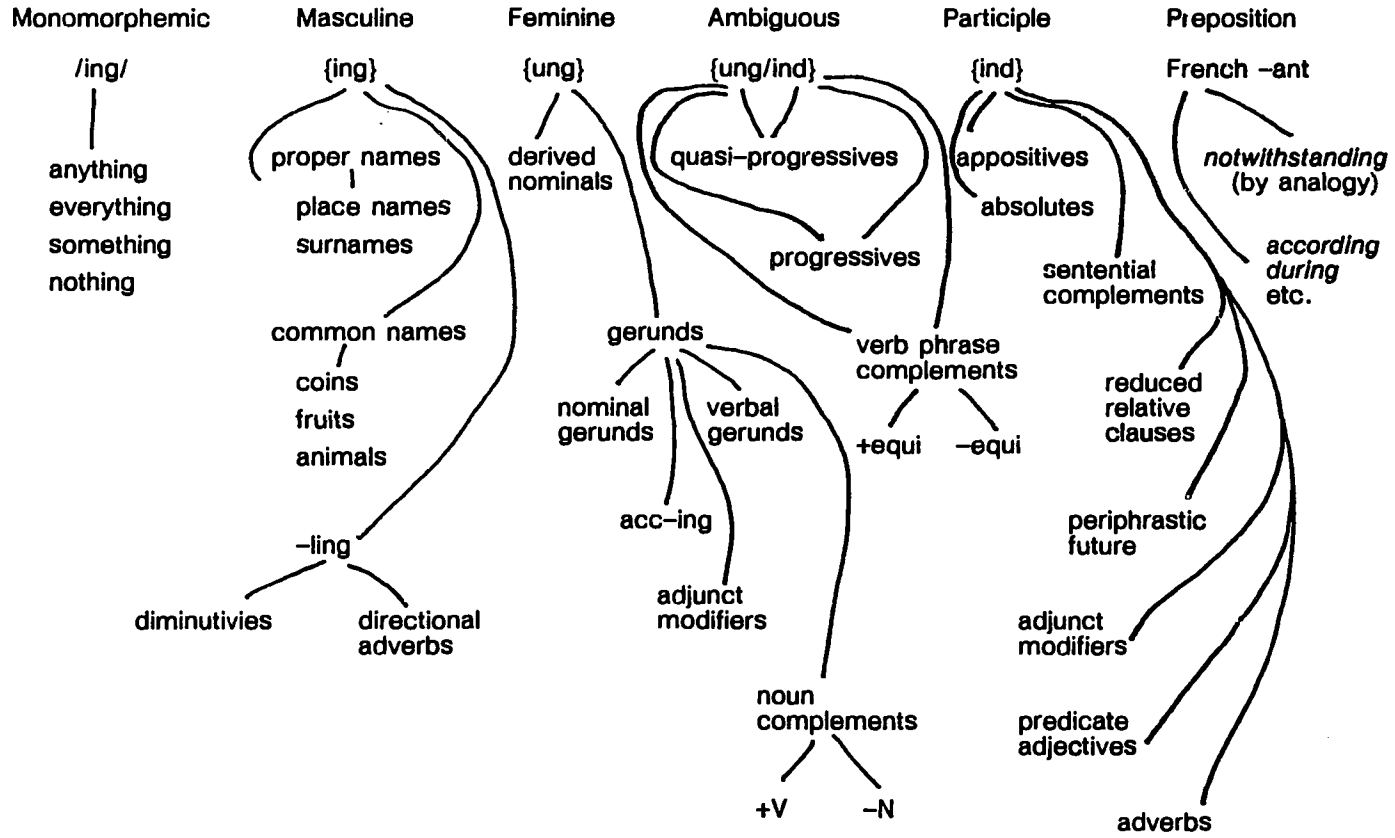 Monomorphemic
Masculine
Feminine
Ambiguous
Participle
Preposition
/ing/
{ing}
{ung}
{ung/ind}
{ind}
French –ant
anything
everything
something
nothing
proper names
place names
surnames
common names
coins
fruits
animals
–ling
diminutivies
directional
adverbs
derived
nominals
gerunds
nominal
gerunds
verbal
gerunds
acc–ing
adjunct
modifiers
noun
complements
+V
–N
quasi–progressives
progressives
verb phrase
complements
+equi
–equi
appositives
absolutes
sentential
complements
reduced
relative
clauses
periphrastic
future
adjunct
modifiers
predicate
adjectives
adverbs
notwithstanding
(by analogy)
according
during
etc.